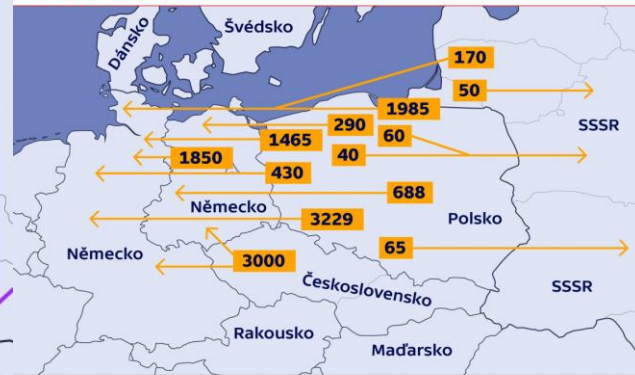 Dánsko
Švédsko
170
50
1985
290
60
SSSR
1465
1850
40
430
688
Německo
3229
Polsko
Německo
65
3000
Československo
SSSR
Rakousko
Maďarsko